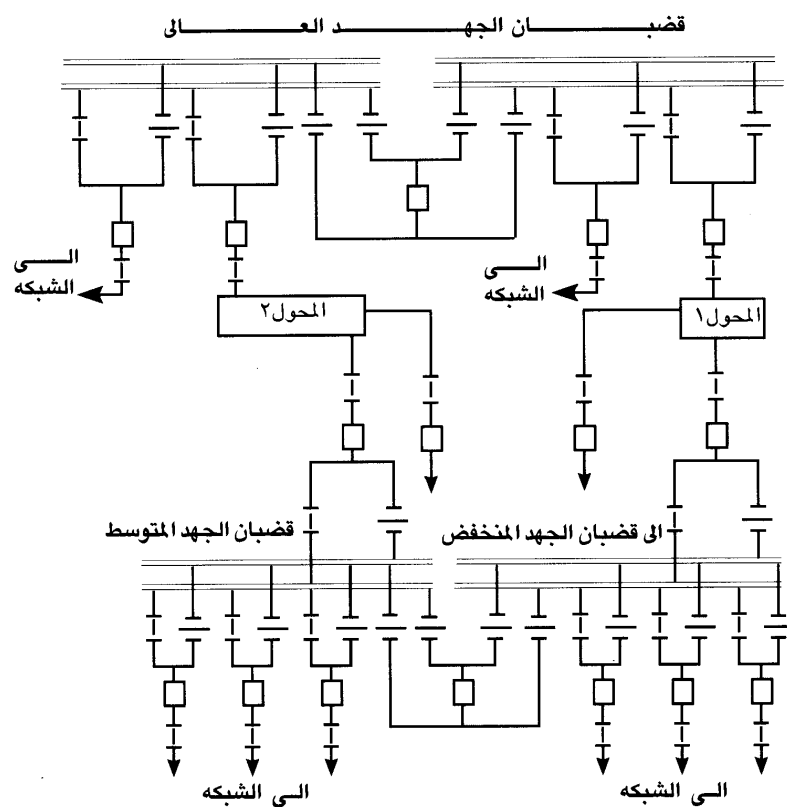 قضبان الجهد العالى
الى
الشبكه
الى
الشبكه
المحول١
المحول٢
الى قضبان الجهد المنخفض
قضبان الجهد المتوسط
الى الشبكه
الى الشبكه